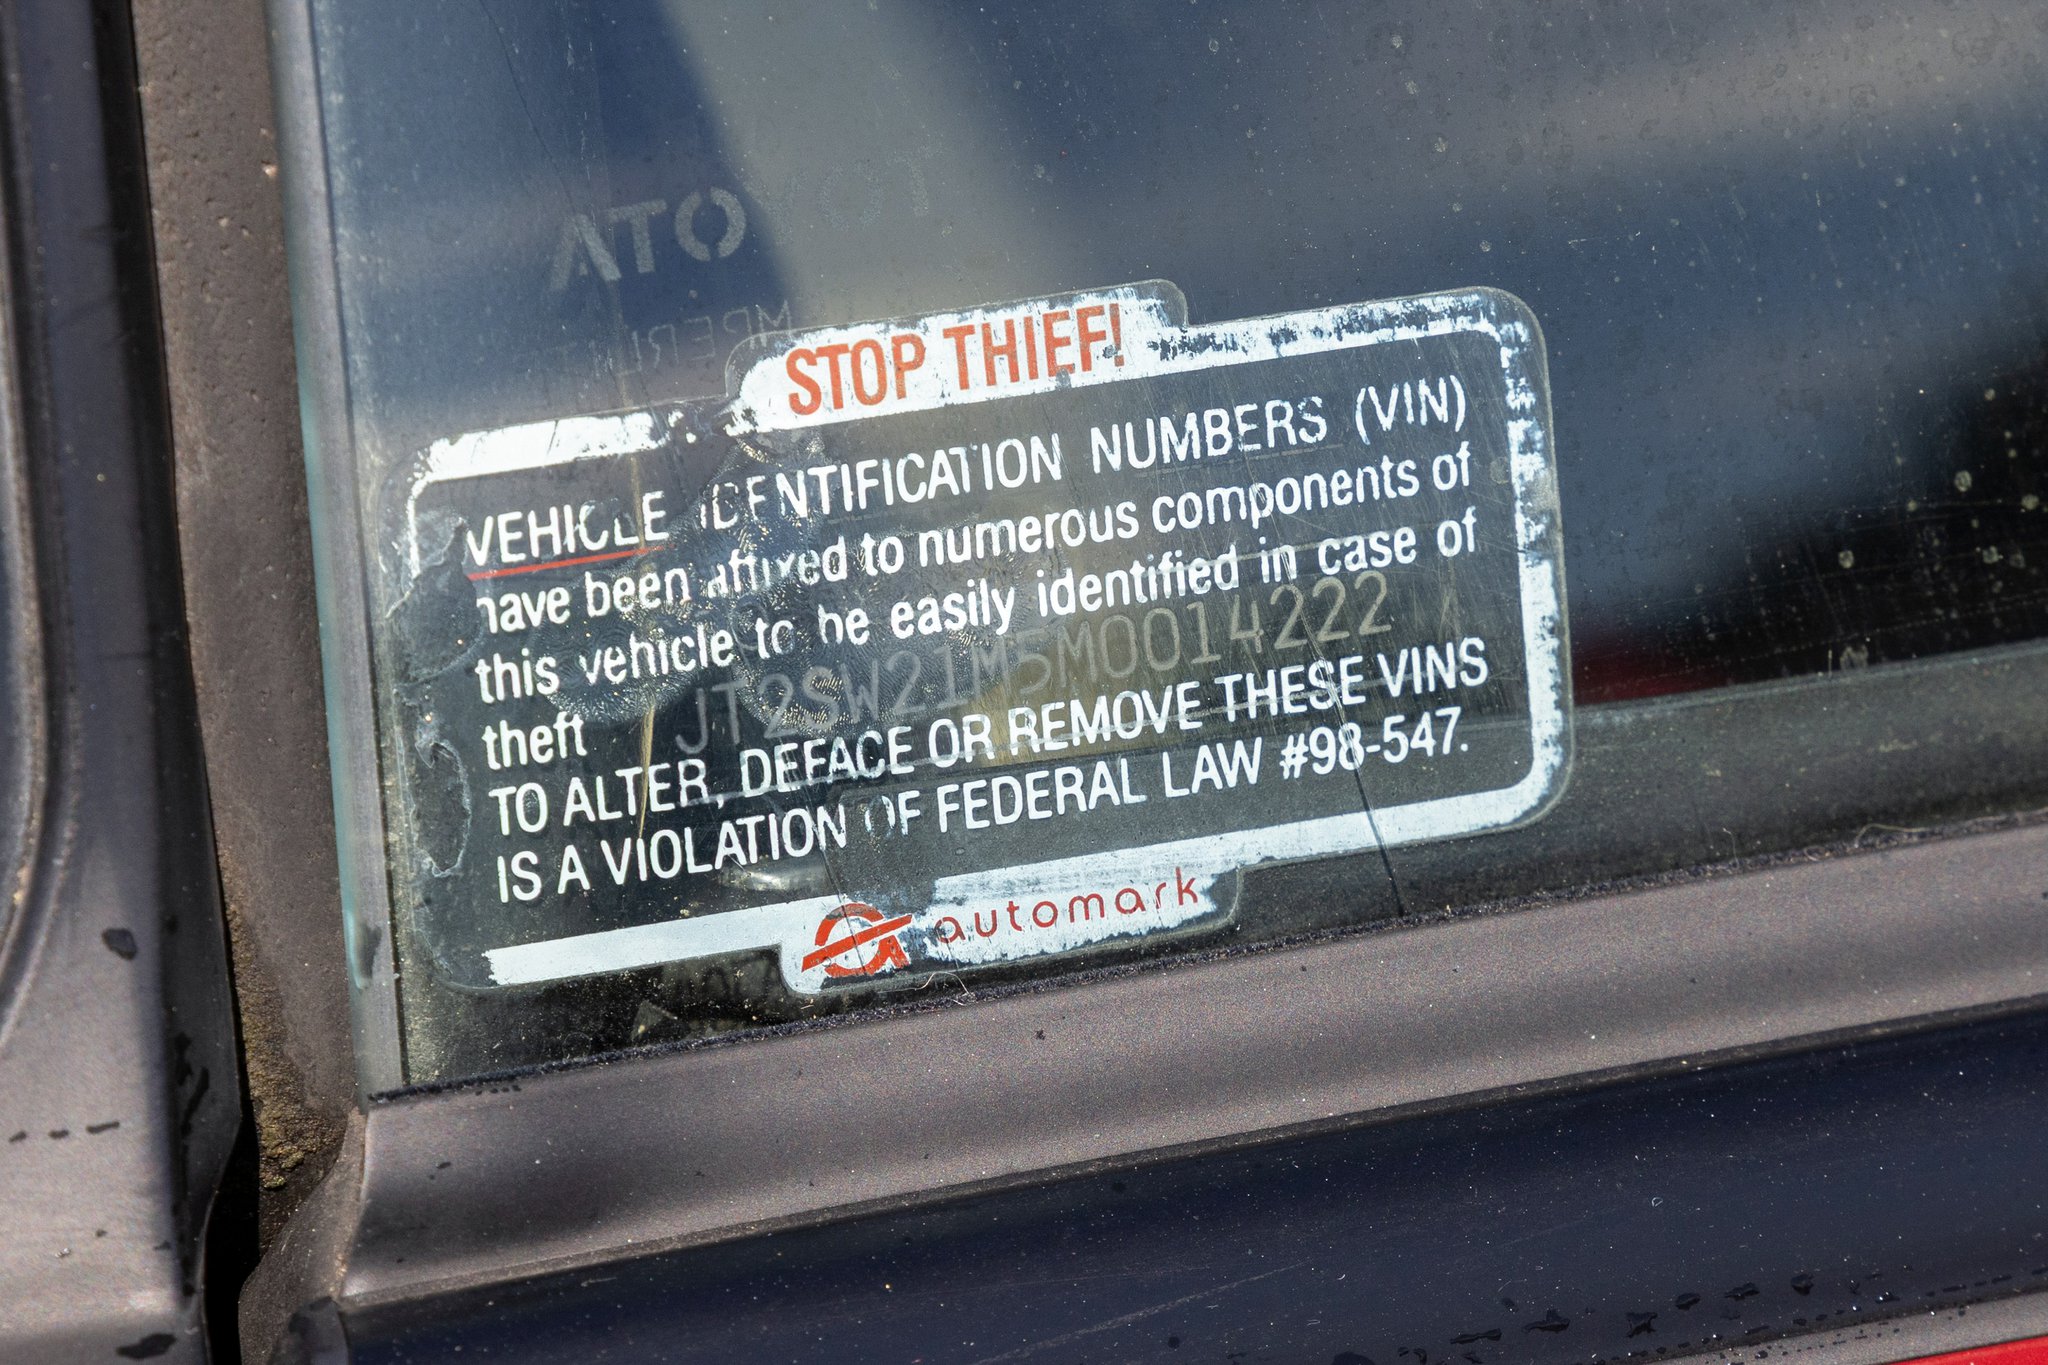 STOP THIEF!
VEHICLE IDENTIFICATION NUMBERS (VIN)
have been affixed to numerous components of
this vehicle to be easily identified in case of
theft
JT2SW21M5M0014222
TO ALTER, DEFACE OR REMOVE THESE VINS
IS A VIOLATION OF FEDERAL LAW #98-547.
automark